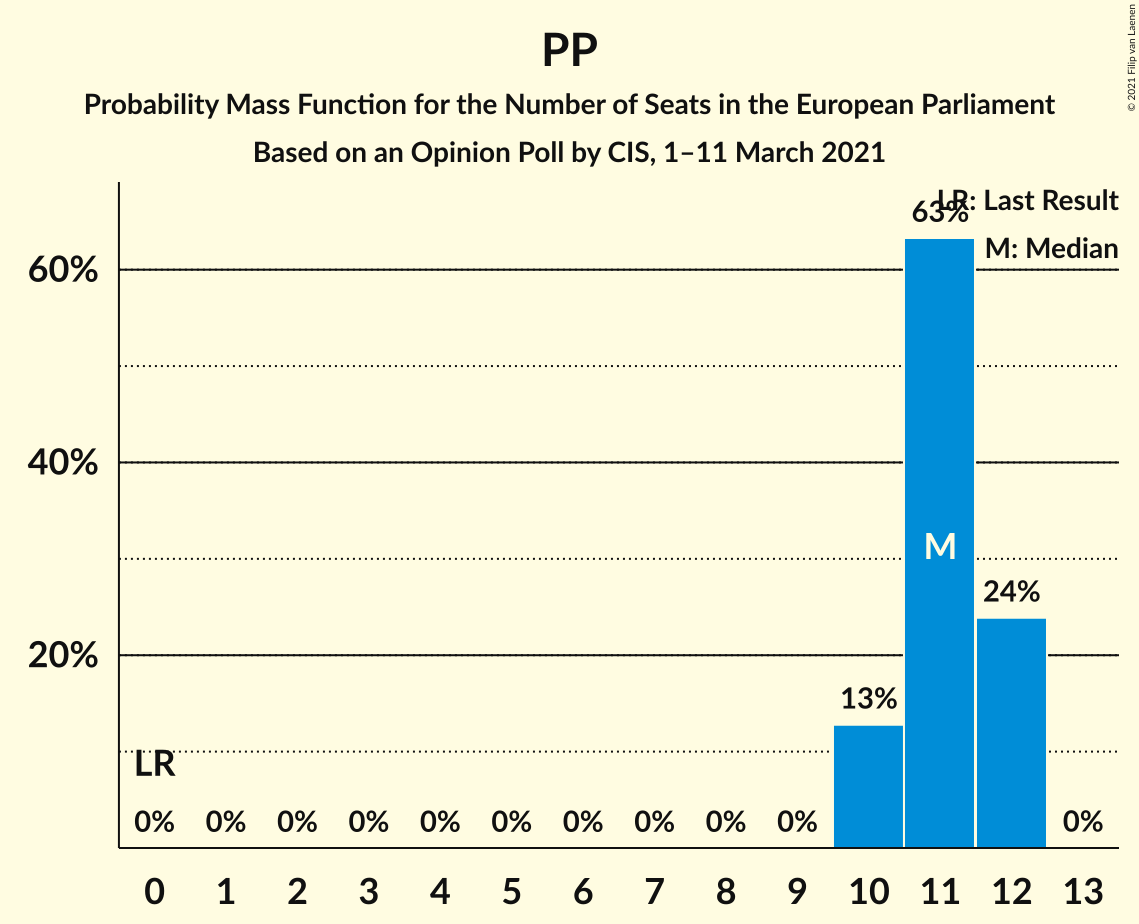 PP
Probability Mass Function for the Number of Seats in the European Parliament
Based on an Opinion Poll by CIS, 1–11 March 2021
© 2021 Filip van Laenen
LR: Last Result
M: Median
63%
60%
40%
M
24%
20%
13%
LR
0% 0% 0% 0% 0% 0% 0% 0% 0% 0% 0%
0 1 2 3 4 5 6 7 8 9 10 11 12 13